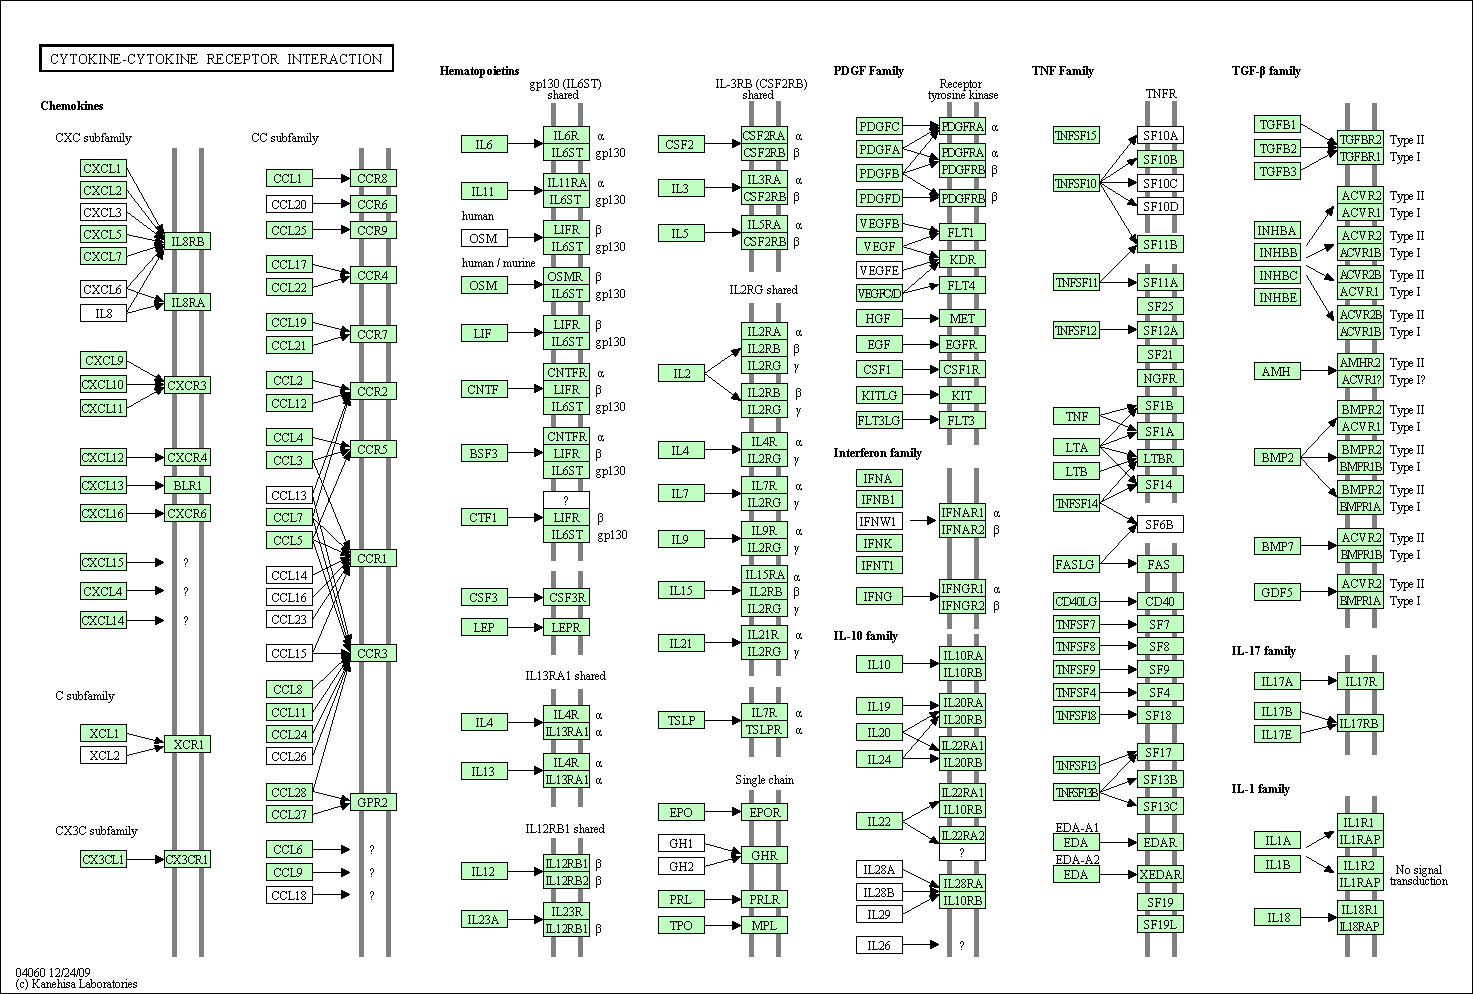 CYTOKINE-CYTOKINE RECEPTOR INTERACTION
Chemokines
CXC subfamily
CXCL1
CXCL2
CXCL3
CXCL5
CXCL7
IL8RB
CXCL6
IL8
IL8RA
CXCL9
CXCL10
CXCL11
CXCR3
CXCL12
CXCR4
CXCL13
BLR1
CXCL16
CXCR6
CXCL15
?
CXCL4
?
CXCL14
?
C subfamily
XCL1
XCL2
XCR1
CX3C subfamily
CX3CL1
CX3CR1
CC subfamily
CCL1
CCR8
CCL20
CCR6
CCL25
CCR9
CCL17
CCL22
CCR4
CCL19
CCL21
CCR7
CCL2
CCL12
CCR2
CCL4
CCL3
CCR5
CCL13
CCL7
CCL5
CCR1
CCL14
CCL16
CCL23
CCL15
CCR3
CCL8
CCL11
CCL24
CCL26
CCL28
CCL27
GPR2
CCL6
?
CCL9
?
CCL18
?
Hematopoietins
gp130 (IL6ST)
shared
IL6
IL6R α
IL6ST gp130
IL11
IL11RA α
IL6ST gp130
human
OSM
LIFR β
IL6ST gp130
human / murine
OSM
OSMR β
IL6ST gp130
LIF
LIFR β
IL6ST gp130
CNTF
CNTFR α
LIFR β
IL6ST gp130
BSF3
CNTFR α
LIFR β
IL6ST gp130
CTF1
?
LIFR β
IL6ST gp130
CSF3
CSF3R
LEP
LEPR
IL13RA1 shared
IL4
IL4R α
IL13RA1 α
IL13
IL4R α
IL13RA1 α
IL12RB1 shared
IL12
IL12RB1 β
IL12RB2 β
IL23A
IL23R
IL12RB1 β
IL-3RB (CSF2RB)
shared
CSF2
CSF2RA α
CSF2RB β
IL3
IL3RA α
CSF2RB β
IL5
IL5RA α
CSF2RB β
IL2RG shared
IL2
IL2RA α
IL2RB β
IL2RG γ
IL2RB β
IL2RG γ
IL4
IL4R α
IL2RG γ
IL7
IL7R α
IL2RG γ
IL9
IL9R α
IL2RG γ
IL15
IL15RA α
IL2RB β
IL2RG γ
IL21
IL21R α
IL2RG γ
TSLP
IL7R α
TSLPR α
Single chain
EPO
EPOR
GH1
GH2
GHR
PRL
PRLR
TPO
MPL
PDGF Family
Receptor
tyrosine kinase
PDGFC
PDGFA
PDGFB
PDGFD
PDGFRA α
PDGFRA α
PDGFRB β
PDGFRB β
VEGFB
VEGF
VEGFE
VEGFC/D
FLT1
KDR
FLT4
HGF
MET
EGF
EGFR
CSF1
CSF1R
KITLG
KIT
FLT3LG
FLT3
Interferon family
IFNA
IFNB1
IFNW1
IFNK
IFNT1
IFNAR1 α
IFNAR2 β
IFNG
IFNGR1 α
IFNGR2 β
IL-10 family
IL10
IL10RA
IL10RB
IL19
IL20
IL24
IL20RA
IL20RB
IL22RA1
IL20RB
IL22
IL22RA1
IL10RB
IL22RA2
?
IL28A
IL28B
IL29
IL28RA
IL10RB
IL26
?
TNF Family
TNFR
TNFSF15
TNFSF10
SF10A
SF10B
SF10C
SF10D
SF11B
TNFSF11
SF11A
SF25
TNFSF12
SF12A
SF21
NGFR
TNF
LTA
LTB
TNFSF14
SF1B
SF1A
LTBR
SF14
SF6B
FASLG
FAS
CD40LG
CD40
TNFSF7
SF7
TNFSF8
SF8
TNFSF9
SF9
TNFSF4
SF4
TNFSF18
SF18
TNFSF13
TNFSF13B
SF17
SF13B
SF13C
EDA-A1
EDA
EDAR
EDA-A2
EDA
XEDAR
SF19
SF19L
TGF-β family
TGFB1
TGFB2
TGFB3
TGFBR2 Type II
TGFBR1 Type I
INHBA
INHBB
INHBC
INHBE
ACVR2 Type II
ACVR1 Type I
ACVR2 Type II
ACVR1B Type I
ACVR2B Type II
ACVR1 Type I
ACVR2B Type II
ACVR1B Type I
AMH
AMHR2 Type II
ACVR1? Type I?
BMP2
BMPR2 Type II
ACVR1 Type I
BMPR2 Type II
BMPR1B Type I
BMPR2 Type II
BMPR1A Type I
BMP7
ACVR2 Type II
BMPR1B Type I
GDF5
ACVR2 Type II
BMPR1A Type I
IL-17 family
IL17A
IL17R
IL17B
IL17E
IL17RB
IL-1 family
IL1A
IL1B
IL1R1
IL1RAP
IL1R2
IL1RAP
No signal
transduction
IL18
IL18R1
IL18RAP
04060 12/24/09
(c) Kanehisa Laboratories